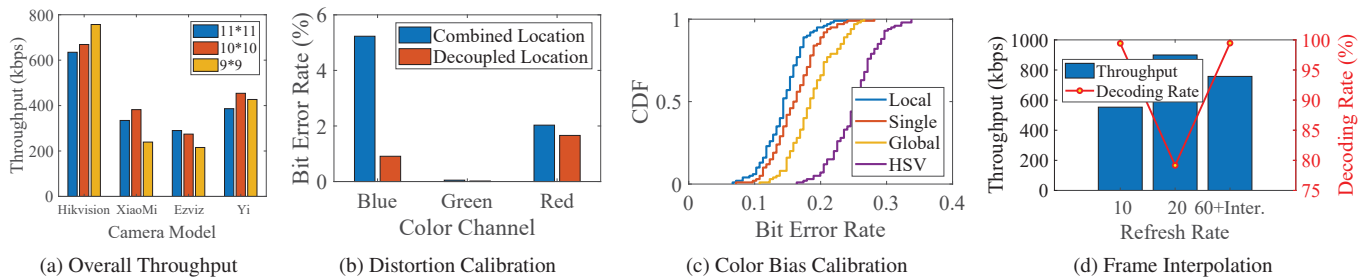 800
600
400
200
0
Throughput (kbps)
11*11
10*10
9*9
Hikvision XiaoMi Ezviz Yi
Camera Model
(a) Overall Throughput
6
4
2
0
Bit Error Rate (%)
Combined Location
Decoupled Location
Blue Green Red
Color Channel
(b) Distortion Calibration
1
0.5
0
CDF
Local
Single
Global
HSV
0 0.1 0.2 0.3 0.4
Bit Error Rate
(c) Color Bias Calibration
1000
800
600
400
200
0
Throughput (kbps)
Throughput
Decoding Rate
100
95
90
85
80
75
Decoding Rate (%)
10 20 60+Inter.
Refresh Rate
(d) Frame Interpolation